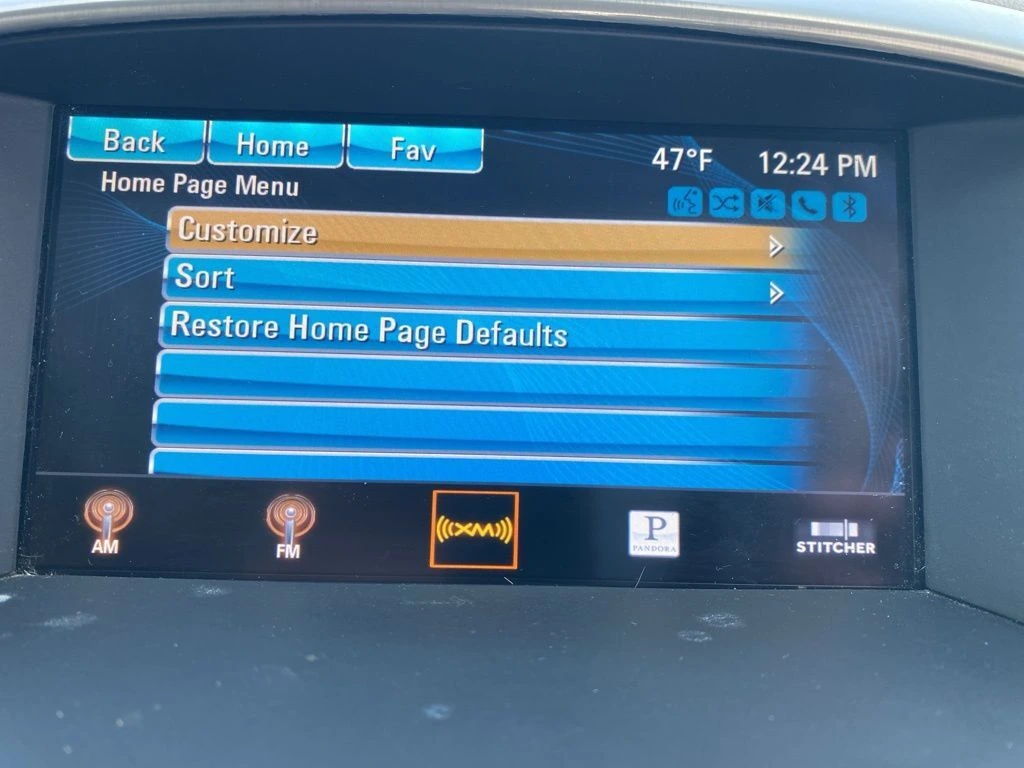 Back Home Fav 47°F 12:24 PM
Home Page Menu
Customize
Sort
Restore Home Page Defaults
AM FM ((XM)) P PANDORA STITCHER